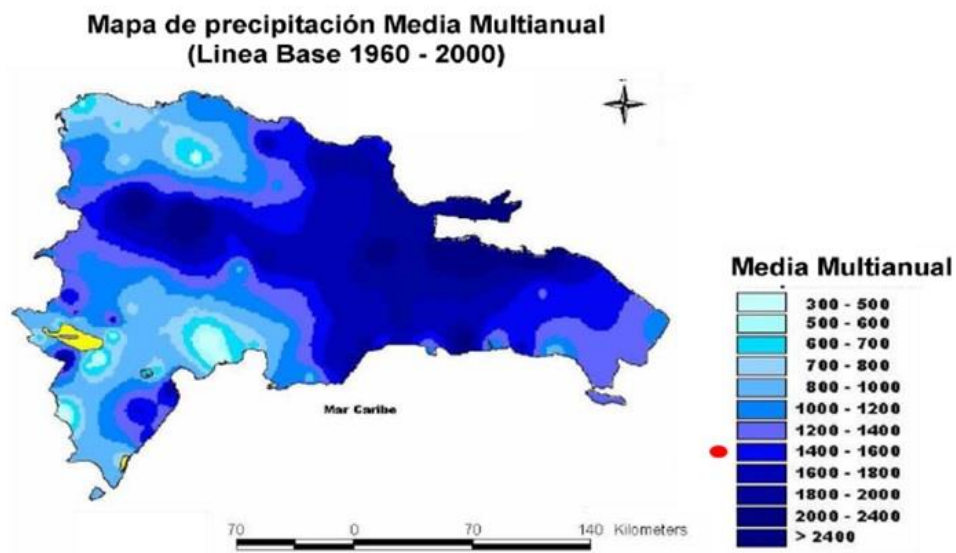 Mapa de precipitación Media Multianual
(Linea Base 1960 - 2000)
Mar Caribe
Media Multianual
300 - 500
500 - 600
600 - 700
700 - 800
800 - 1000
1000 - 1200
1200 - 1400
1400 - 1600
1600 - 1800
1800 - 2000
2000 - 2400
> 2400
70 0 70 140 Kilometers